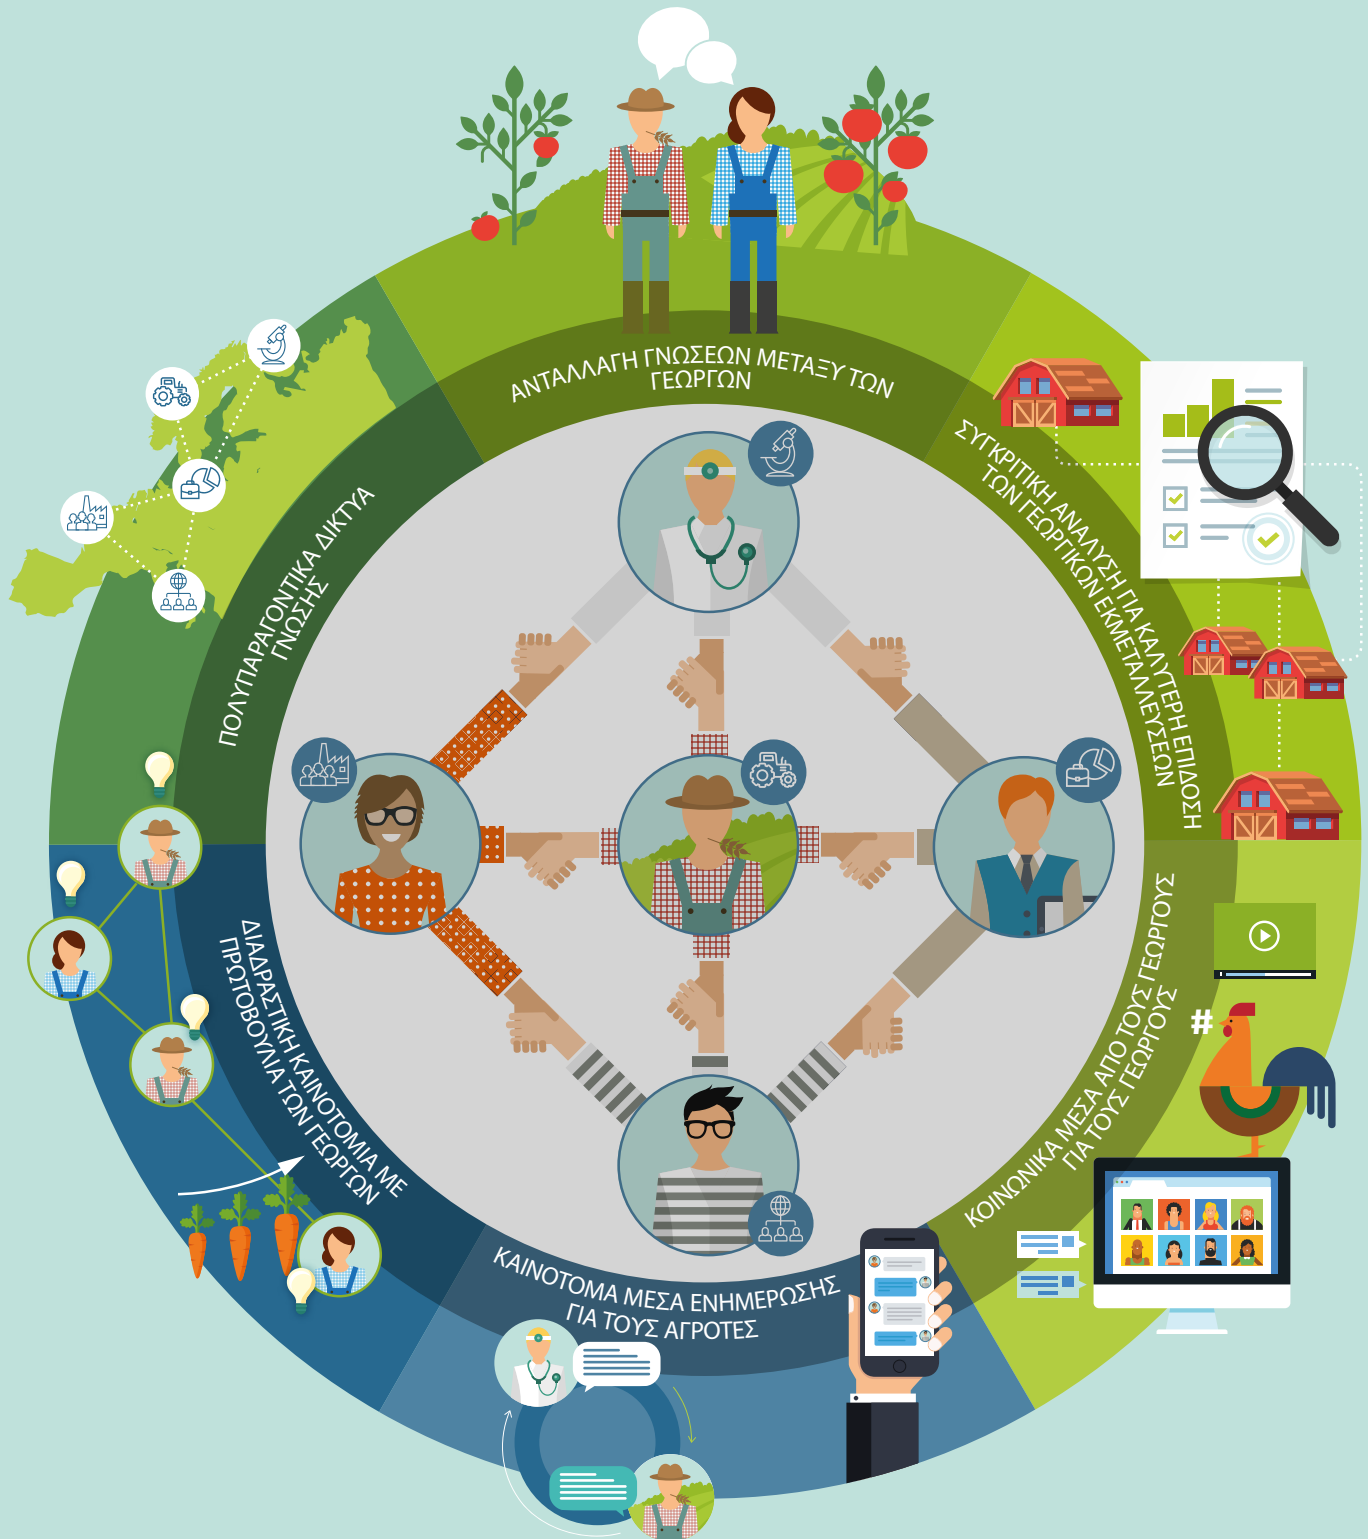 ΑΝΤΑΛΛΑΓΗ ΓΝΩΣΕΩΝ ΜΕΤΑΞΥ ΤΩΝ
ΓΕΩΡΓΩΝ
ΣΥΓΚΡΙΤΙΚΗ ΑΝΑΛΥΣΗ ΓΙΑ ΚΑΛΥΤΕΡΗ ΕΠΙΔΟΣΗ
ΤΩΝ ΓΕΩΡΓΙΚΩΝ ΕΚΜΕΤΑΛΛΕΥΣΕΩΝ
ΚΟΙΝΩΝΙΚΑ ΜΕΣΑ ΑΠΟ ΤΟΥΣ ΓΕΩΡΓΟΥΣ
ΓΙΑ ΤΟΥΣ ΓΕΩΡΓΟΥΣ
#
ΚΑΙΝΟΤΟΜΑ ΜΕΣΑ ΕΝΗΜΕΡΩΣΗΣ
ΓΙΑ ΤΟΥΣ ΑΓΡΟΤΕΣ
ΔΙΑΔΡΑΣΤΙΚΗ ΚΑΙΝΟΤΟΜΙΑ ΜΕ
ΠΡΩΤΟΒΟΥΛΙΑ ΤΩΝ ΓΕΩΡΓΩΝ
ΠΟΛΥΠΑΡΑΓΟΝΤΙΚΑ ΔΙΚΤΥΑ
ΓΝΩΣΗΣ